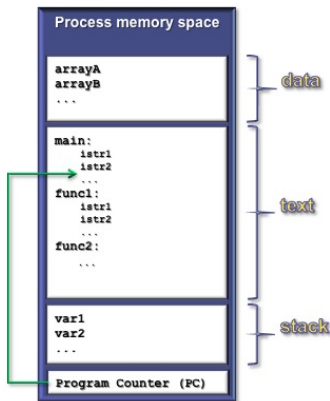 Process memory space
arrayA
arrayB
...
data
main:
istr1
istr2
...
func1:
istr1
istr2
...
func2:
...
text
var1
var2
...
stack
Program Counter (PC)